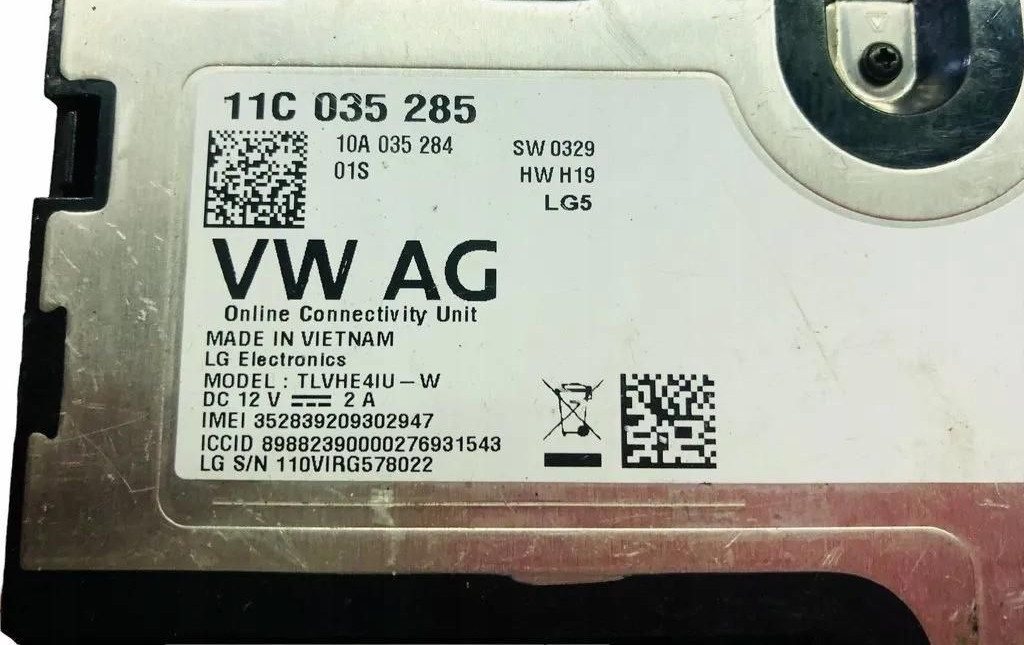 11C 035 285
10A 035 284 SW 0329
01S HW H19
LG5
VW AG
Online Connectivity Unit
MADE IN VIETNAM
LG Electronics
MODEL : TLVHE4IU – W
DC 12 V 2 A
IMEI 352839209302947
ICCID 89882390000276931543
LG S/N 110VIRG578022